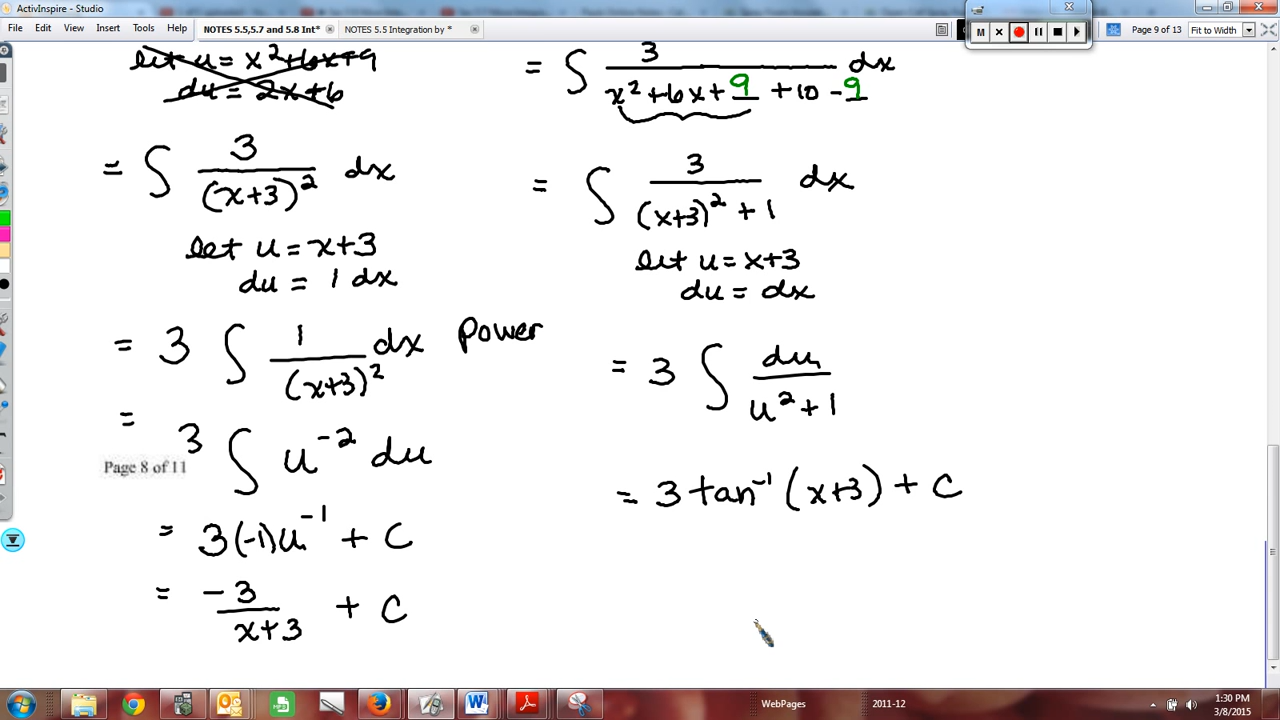 ActivInspire - Studio
File Edit View Insert Tools Help
NOTES 5.5,5.7 and 5.8 Int* ×
NOTES 5.5 Integration by * ×
M
Page 9 of 13
Fit to Width
let u = x² + 6x + 9
du = 2x + 6
= ∫ 3 / (x+3)² dx
let u = x+3
du = 1 dx
= 3 ∫ 1 / (x+3)² dx Power
= 3 ∫ u⁻² du
Page 8 of 11
= 3(-1)u⁻¹ + C
= -3 / x+3 + C
= ∫ 3 / x² + 6x + 9 + 10 - 9 dx
= ∫ 3 / (x+3)² + 1 dx
let u = x+3
du = dx
= 3 ∫ du / u² + 1
= 3 tan⁻¹ (x+3) + C
WebPages
2011-12
1:30 PM
3/8/2015